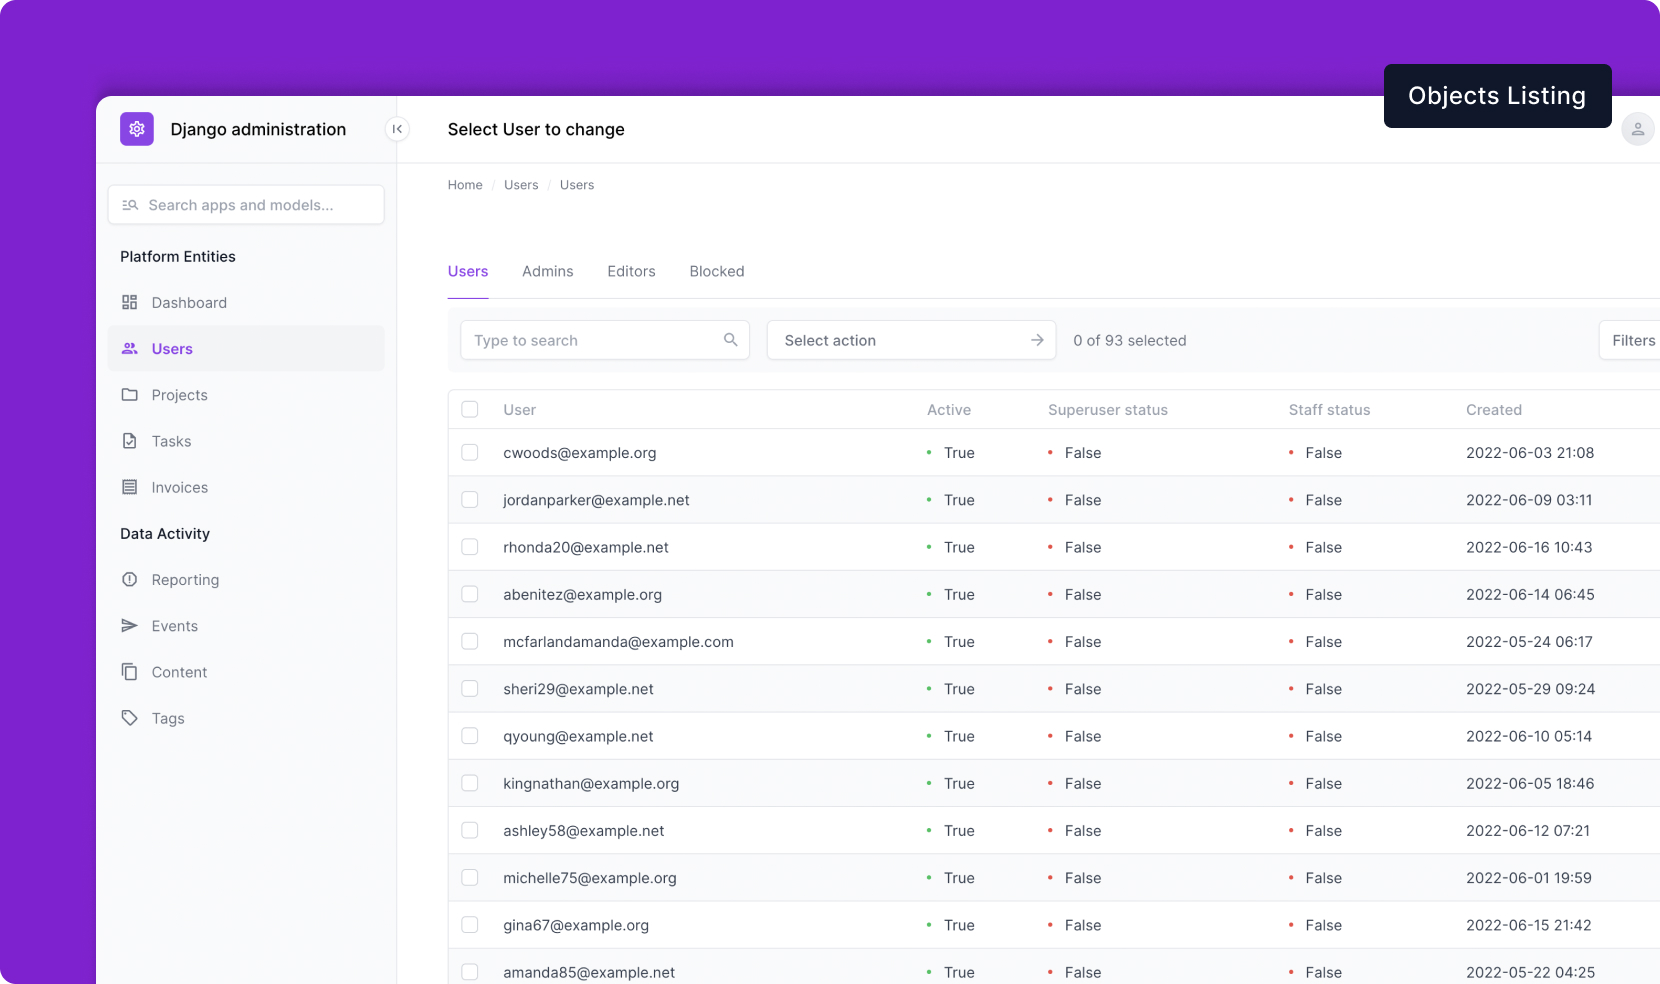 Objects Listing
Django administration
Select User to change
Search apps and models...
Platform Entities
Dashboard
Users
Projects
Tasks
Invoices
Data Activity
Reporting
Events
Content
Tags
Home / Users / Users
Users Admins Editors Blocked
Type to search Select action 0 of 93 selected Filters
User Active Superuser status Staff status Created
cwoods@example.org True False False 2022-06-03 21:08
jordanparker@example.net True False False 2022-06-09 03:11
rhonda20@example.net True False False 2022-06-16 10:43
abenitez@example.org True False False 2022-06-14 06:45
mcfarlandamanda@example.com True False False 2022-05-24 06:17
sheri29@example.net True False False 2022-05-29 09:24
qyoung@example.net True False False 2022-06-10 05:14
kingnathan@example.org True False False 2022-06-05 18:46
ashley58@example.net True False False 2022-06-12 07:21
michelle75@example.org True False False 2022-06-01 19:59
gina67@example.org True False False 2022-06-15 21:42
amanda85@example.net True False False 2022-05-22 04:25